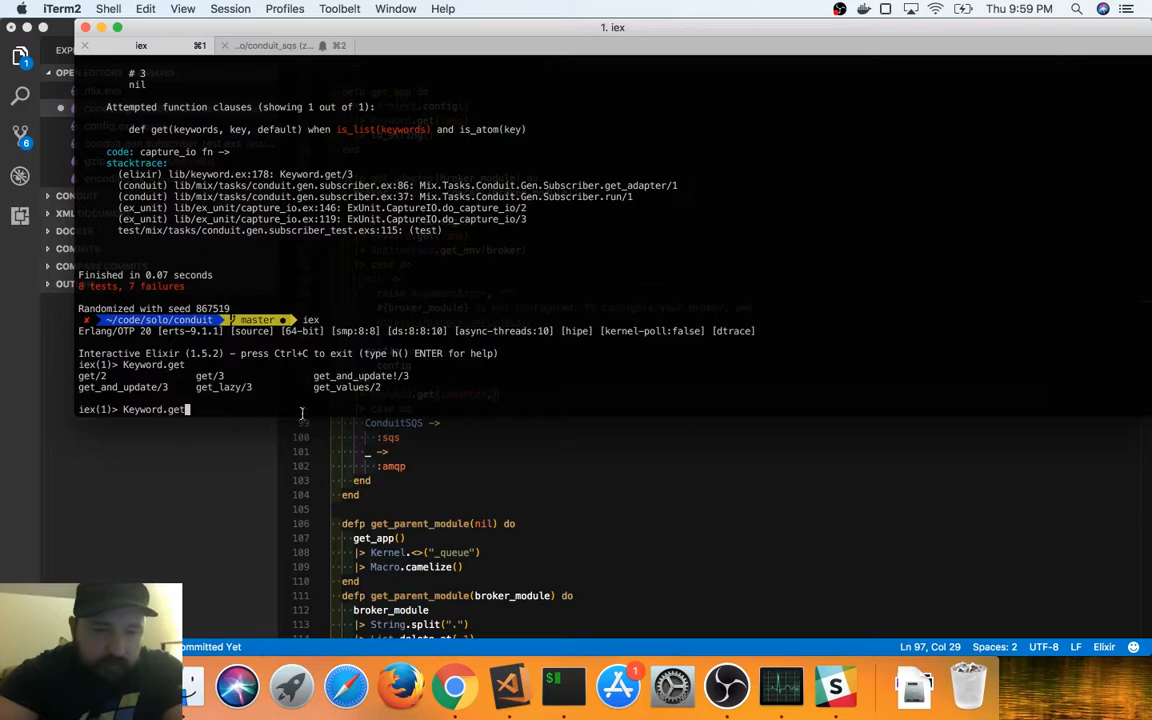 iTerm2 Shell Edit View Session Profiles Toolbelt Window Help Thu 9:59 PM
1. iex
iex ⌘1 ...o/conduit_sqs (z... ⌘2
# 3
nil
Attempted function clauses (showing 1 out of 1):
def get(keywords, key, default) when is_list(keywords) and is_atom(key)
code: capture_io fn ->
stacktrace:
(elixir) lib/keyword.ex:178: Keyword.get/3
(conduit) lib/mix/tasks/conduit.gen.subscriber.ex:86: Mix.Tasks.Conduit.Gen.Subscriber.get_adapter/1
(conduit) lib/mix/tasks/conduit.gen.subscriber.ex:37: Mix.Tasks.Conduit.Gen.Subscriber.run/1
(ex_unit) lib/ex_unit/capture_io.ex:146: ExUnit.CaptureIO.do_capture_io/2
(ex_unit) lib/ex_unit/capture_io.ex:119: ExUnit.CaptureIO.do_capture_io/3
test/mix/tasks/conduit.gen.subscriber_test.exs:115: (test)
Finished in 0.07 seconds
8 tests, 7 failures
Randomized with seed 867519
✘ ~/code/solo/conduit master ● iex
Erlang/OTP 20 [erts-9.1.1] [source] [64-bit] [smp:8:8] [ds:8:8:10] [async-threads:10] [hipe] [kernel-poll:false] [dtrace]
Interactive Elixir (1.5.2) – press Ctrl+C to exit (type h() ENTER for help)
iex(1)> Keyword.get
get/2 get/3 get_and_update!/3
get_and_update/3 get_lazy/3 get_values/2
iex(1)> Keyword.get
99 ConduitSQS ->
100 :sqs
101 _ ->
102 :amqp
103 end
104 end
105
106 defp get_parent_module(nil) do
107 get_app()
108 |> Kernel.<>("_queue")
109 |> Macro.camelize()
110 end
111 defp get_parent_module(broker_module) do
112 broker_module
113 |> String.split(".")
114 |> List.delete_at(-1)
ommitted Yet Ln 97, Col 29 Spaces: 2 UTF-8 LF Elixir